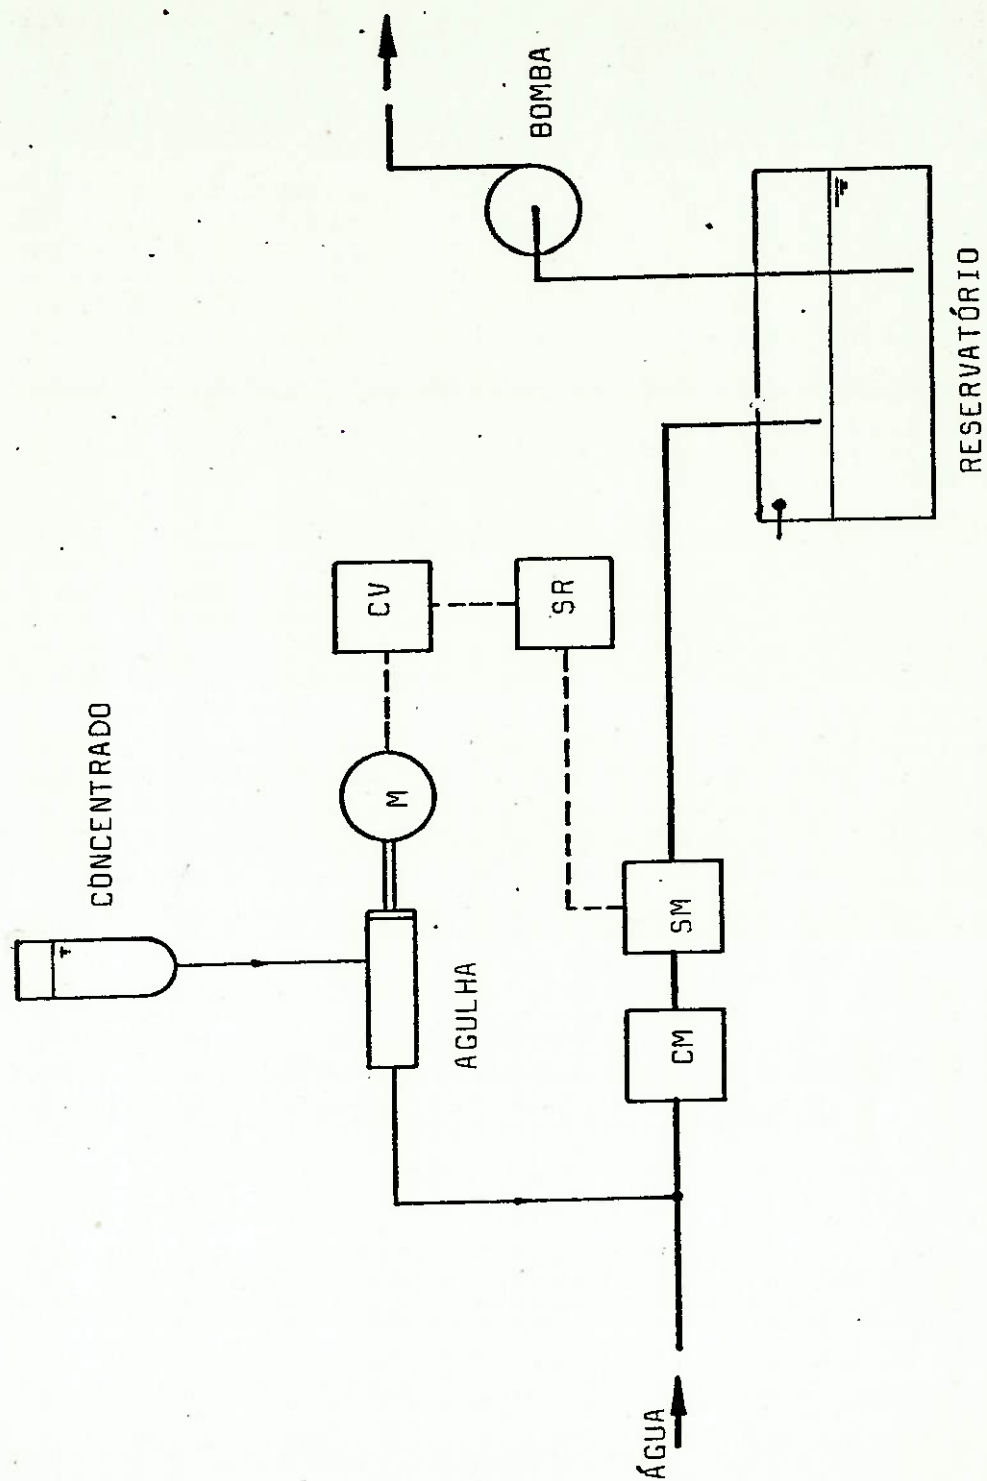 CONCENTRADO
AGULHA
M
CV
SR
BOMBA
ÁGUA
CM
SM
RESERVATÓRIO